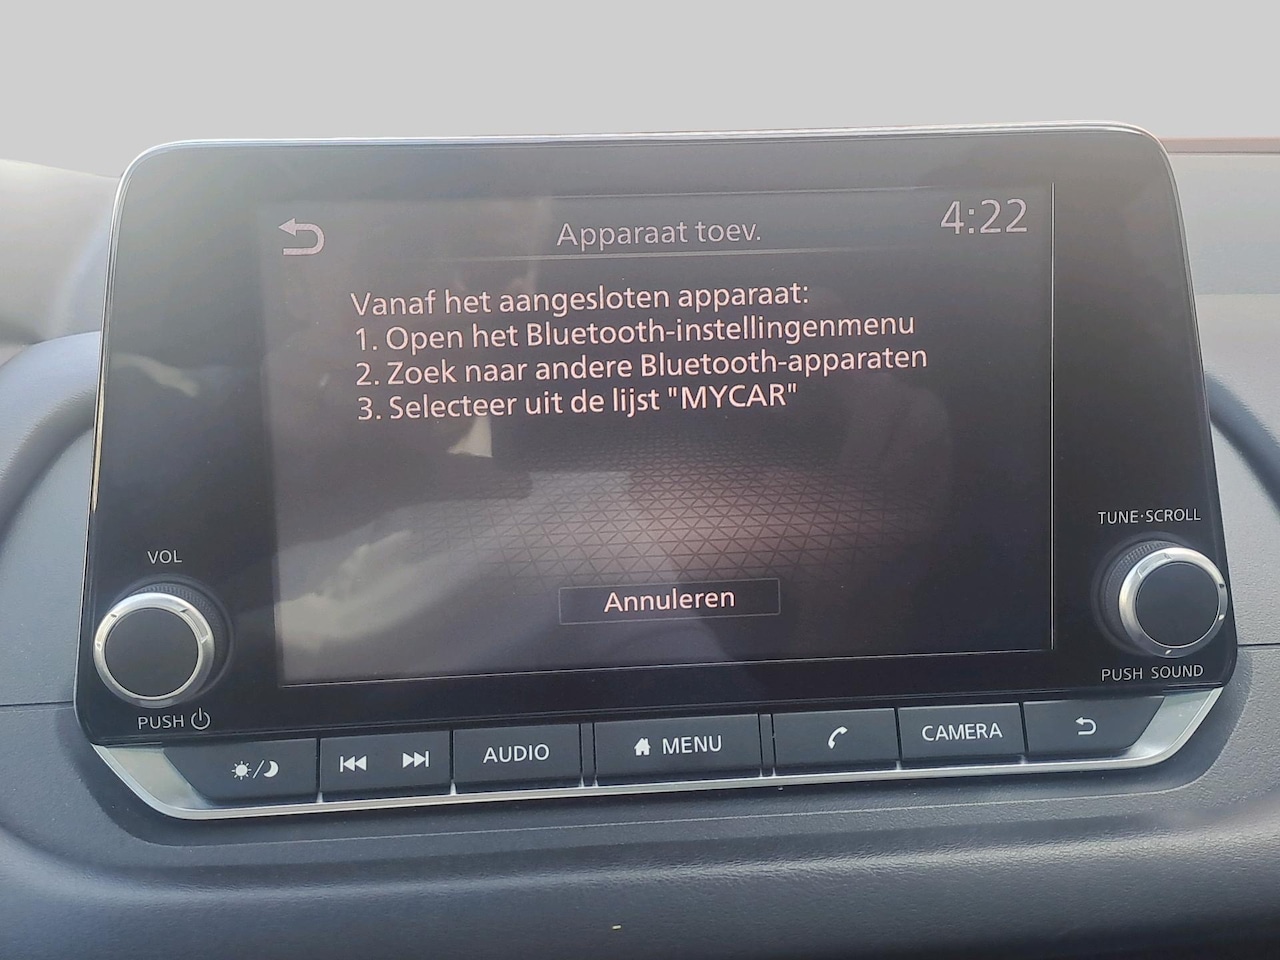 Apparaat toev.
4:22
Vanaf het aangesloten apparaat:
1. Open het Bluetooth-instellingenmenu
2. Zoek naar andere Bluetooth-apparaten
3. Selecteer uit de lijst "MYCAR"
Annuleren
VOL
PUSH
TUNE·SCROLL
PUSH SOUND
AUDIO
MENU
CAMERA